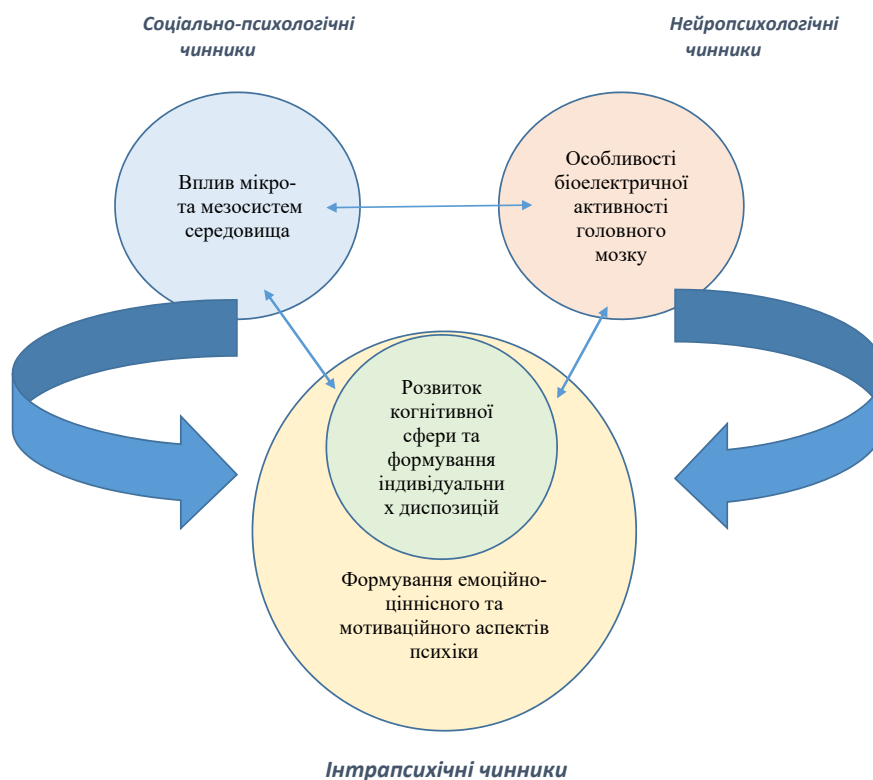 Соціально-психологічні
чинники
Нейропсихологічні
чинники
Вплив мікро-
та мезосистем
середовища
Особливості
біоелектричної
активності
головного
мозку
Розвиток
когнітивної
сфери та
формування
індивідуальни
х диспозицій
Формування емоційно-
ціннісного та
мотиваційного аспектів
психіки
Інтрапсихічні чинники